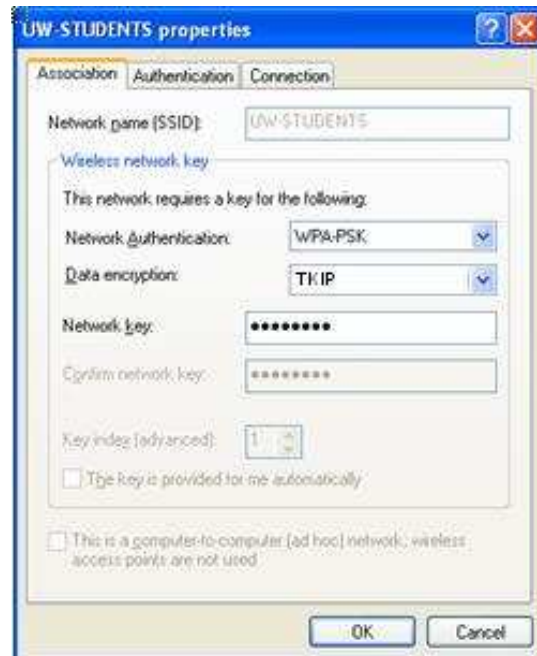 UW-STUDENTS properties
Association Authentication Connection
Network name (SSID): UW-STUDENTS
Wireless network key
This network requires a key for the following:
Network Authentication: WPA-PSK
Data encryption: TKIP
Network key: ••••••••
Confirm network key: ••••••••
Key index (advanced): 1
The key is provided for me automatically
This is a computer-to-computer (ad hoc) network; wireless
access points are not used
OK Cancel